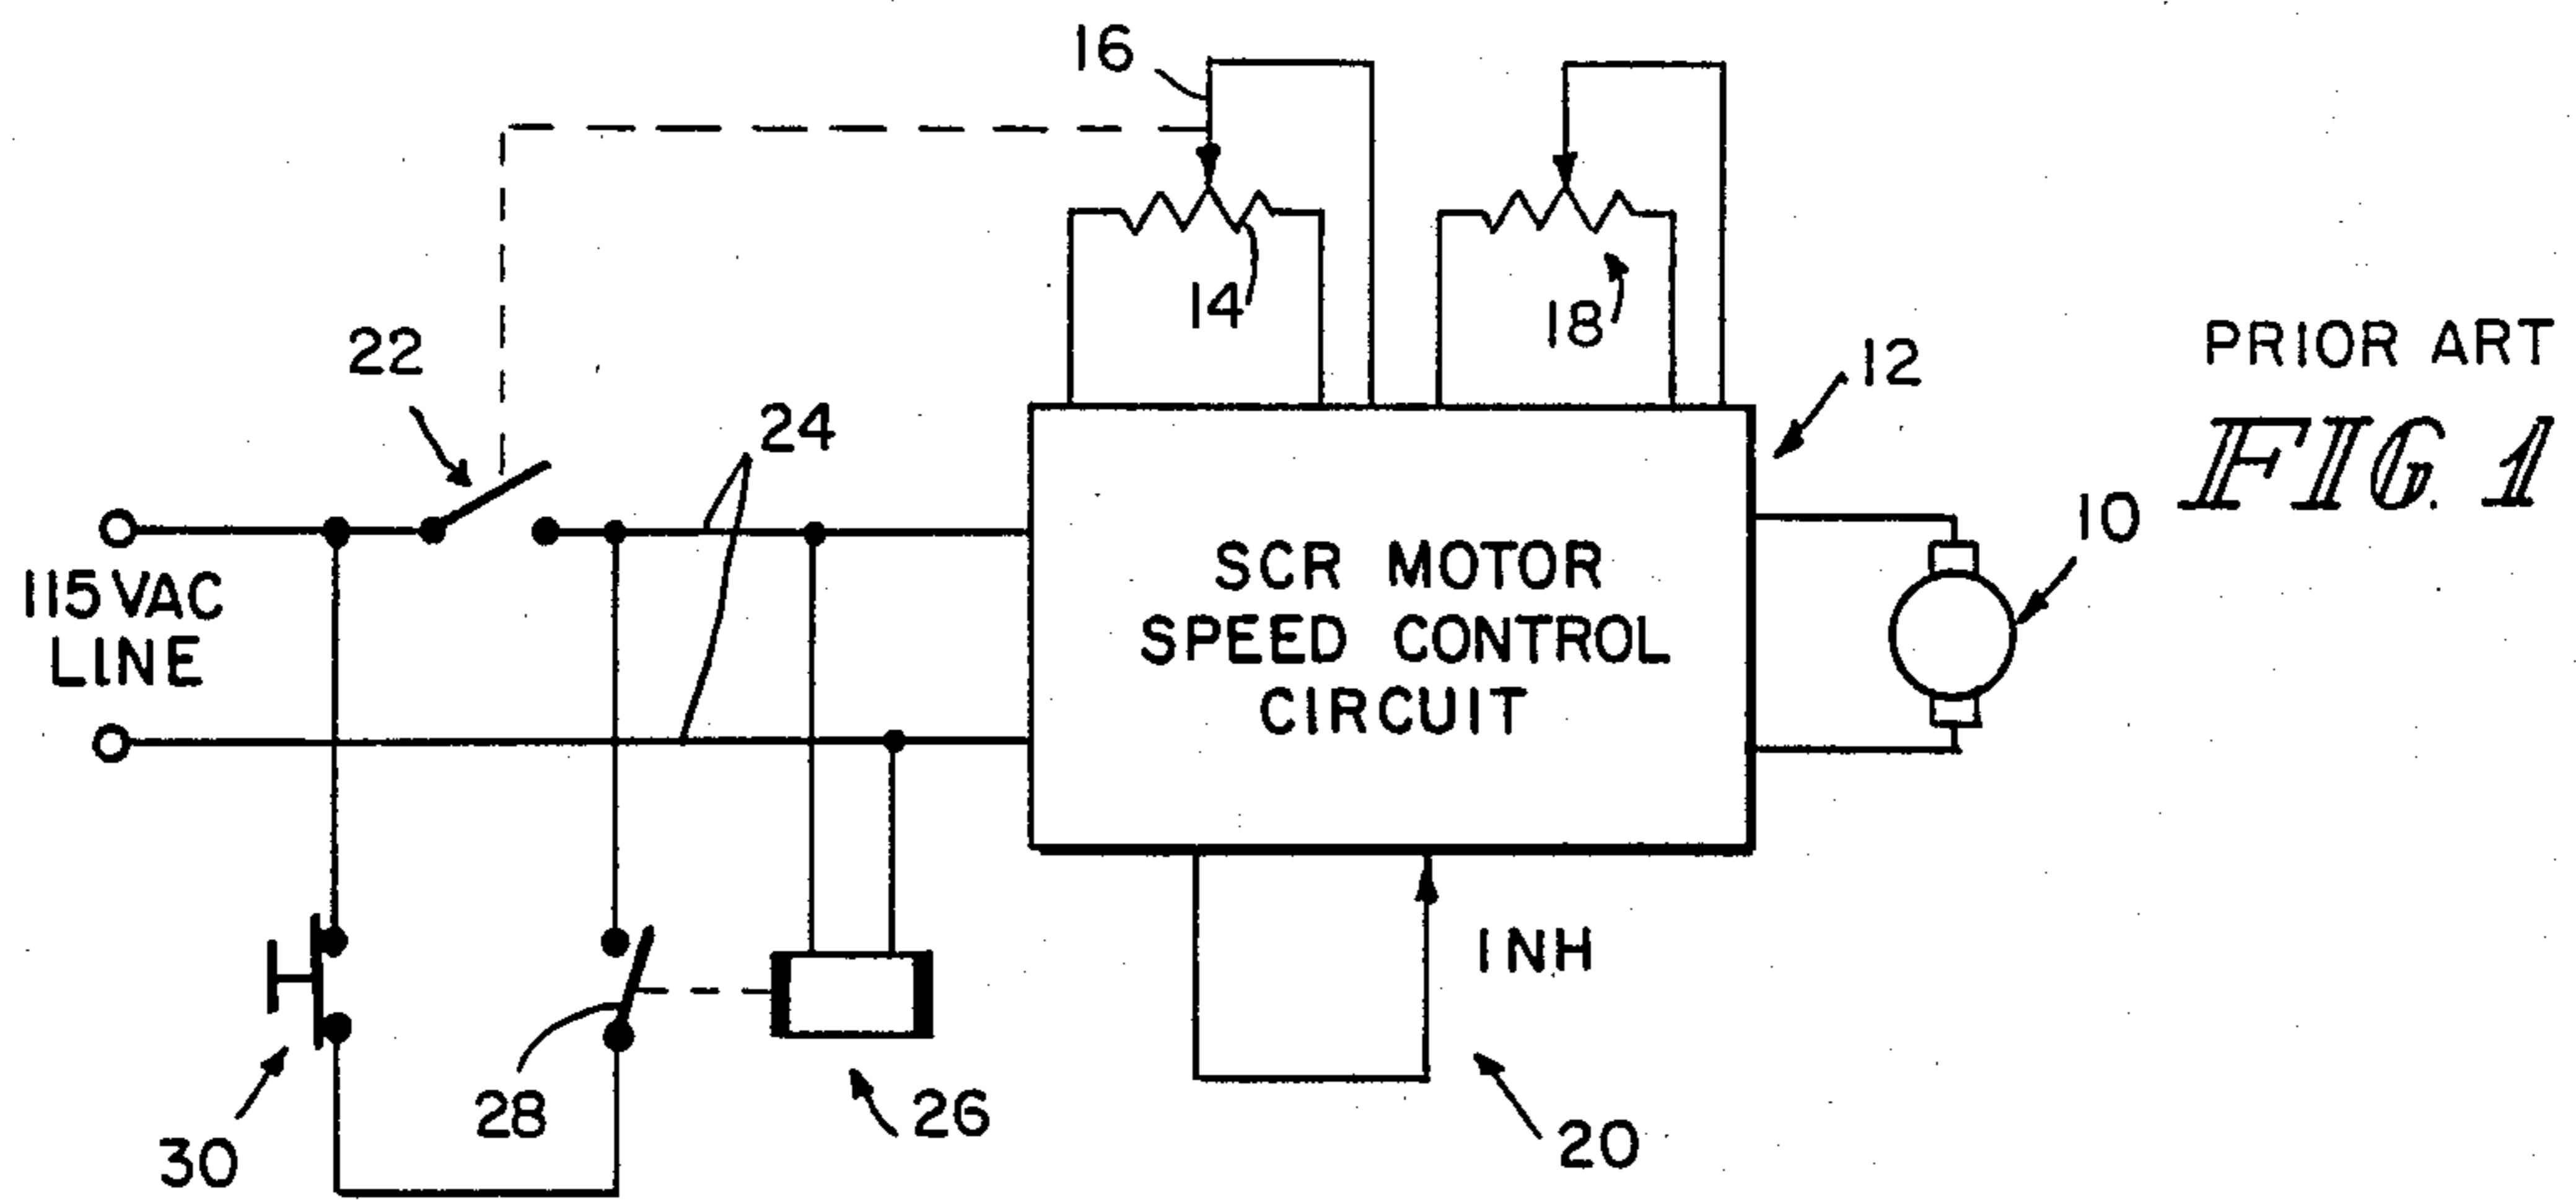 16
14
18
22
24
12
PRIOR ART
FIG. 1
10
115 VAC
LINE
SCR MOTOR
SPEED CONTROL
CIRCUIT
INH
28
26
30
20